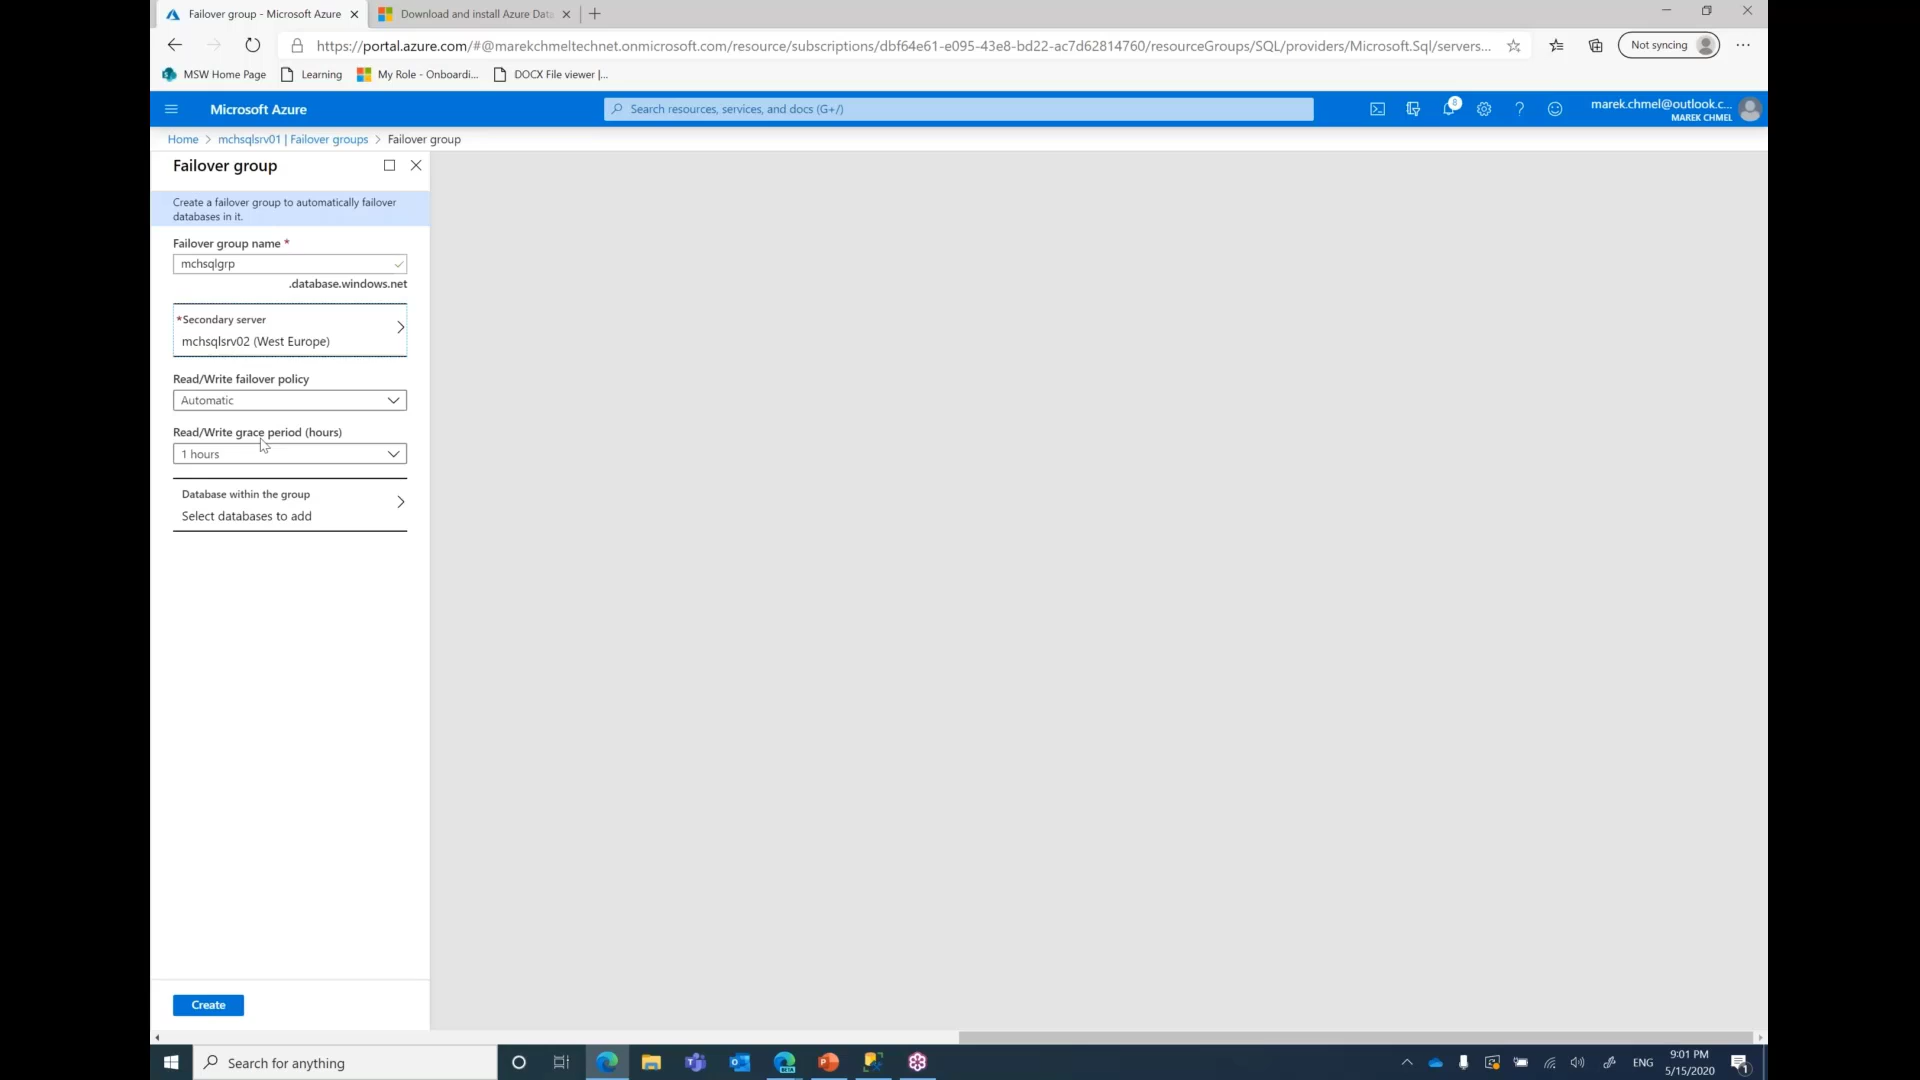 Failover group - Microsoft Azure
Download and install Azure Dat
https://portal.azure.com/#@marekchmeltechnet.onmicrosoft.com/resource/subscriptions/dbf64e61-e095-43e8-bd22-ac7d62814760/resourceGroups/SQL/providers/Microsoft.Sql/servers...
Not syncing
MSW Home Page
Learning
My Role - Onboardi...
DOCX File viewer |...
Microsoft Azure
Search resources, services, and docs (G+/)
8
marek.chmel@outlook.c...
MAREK CHMEL
Home > mchsqlsrv01 | Failover groups > Failover group
Failover group
Create a failover group to automatically failover
databases in it.
Failover group name *
mchsqlgrp
.database.windows.net
*Secondary server
mchsqlsrv02 (West Europe)
Read/Write failover policy
Automatic
Read/Write grace period (hours)
1 hours
Database within the group
Select databases to add
Create
Search for anything
BETA
ENG
9:01 PM
5/15/2020
1